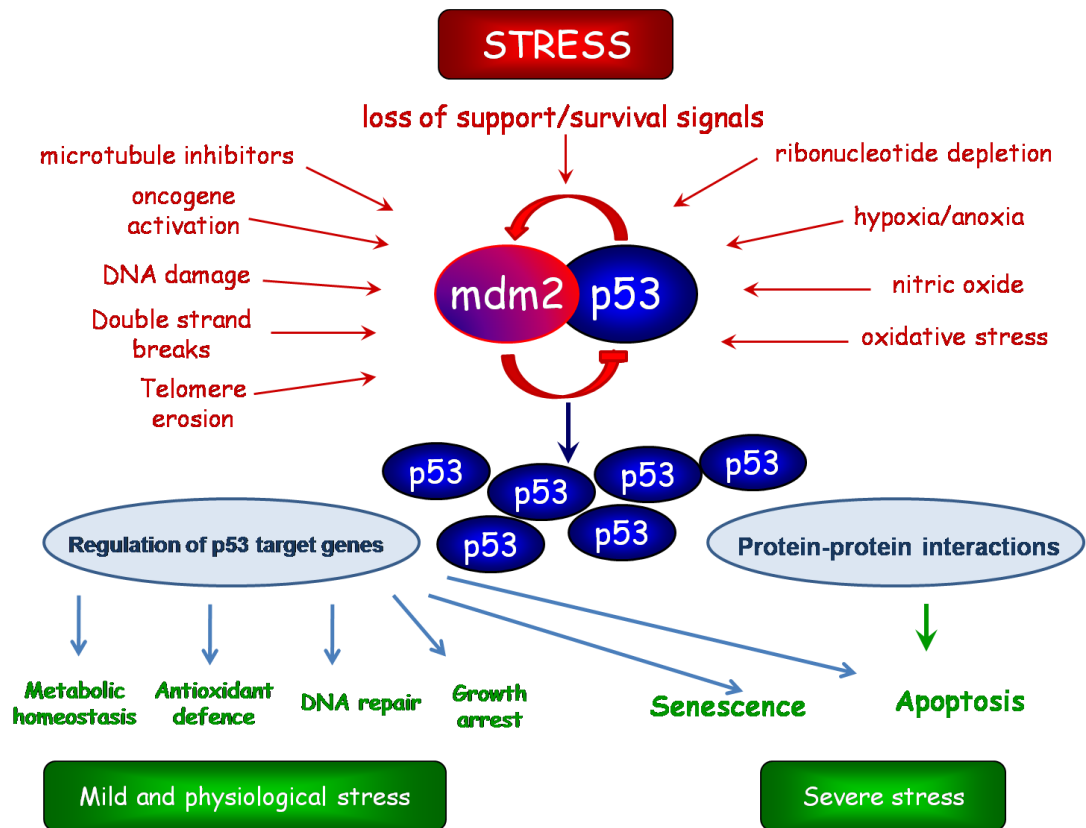 STRESS
loss of support/survival signals
microtubule inhibitors
ribonucleotide depletion
oncogene
activation
hypoxia/anoxia
DNA damage
nitric oxide
Double strand
breaks
oxidative stress
Telomere
erosion
mdm2
p53
p53
p53
p53
p53
p53
p53
Regulation of p53 target genes
Protein-protein interactions
Metabolic
homeostasis
Antioxidant
defence
DNA repair
Growth
arrest
Senescence
Apoptosis
Mild and physiological stress
Severe stress